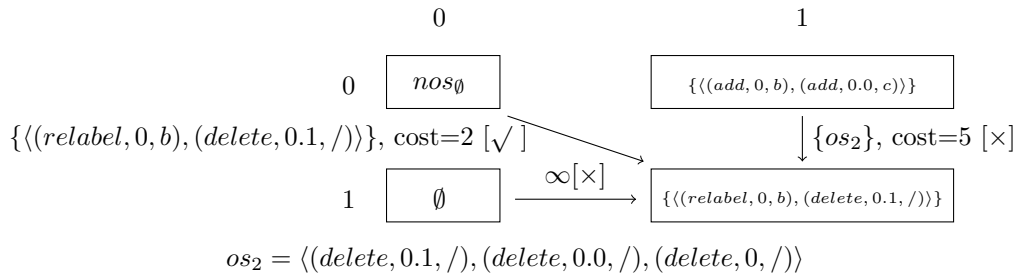 0 1
0 nos∅ {⟨(add, 0, b), (add, 0.0, c)⟩}
{⟨(relabel, 0, b), (delete, 0.1, /)⟩}, cost=2 [√ ] {os₂}, cost=5 [×]
∞[×]
1 ∅ {⟨(relabel, 0, b), (delete, 0.1, /)⟩}
os₂ = ⟨(delete, 0.1, /), (delete, 0.0, /), (delete, 0, /)⟩